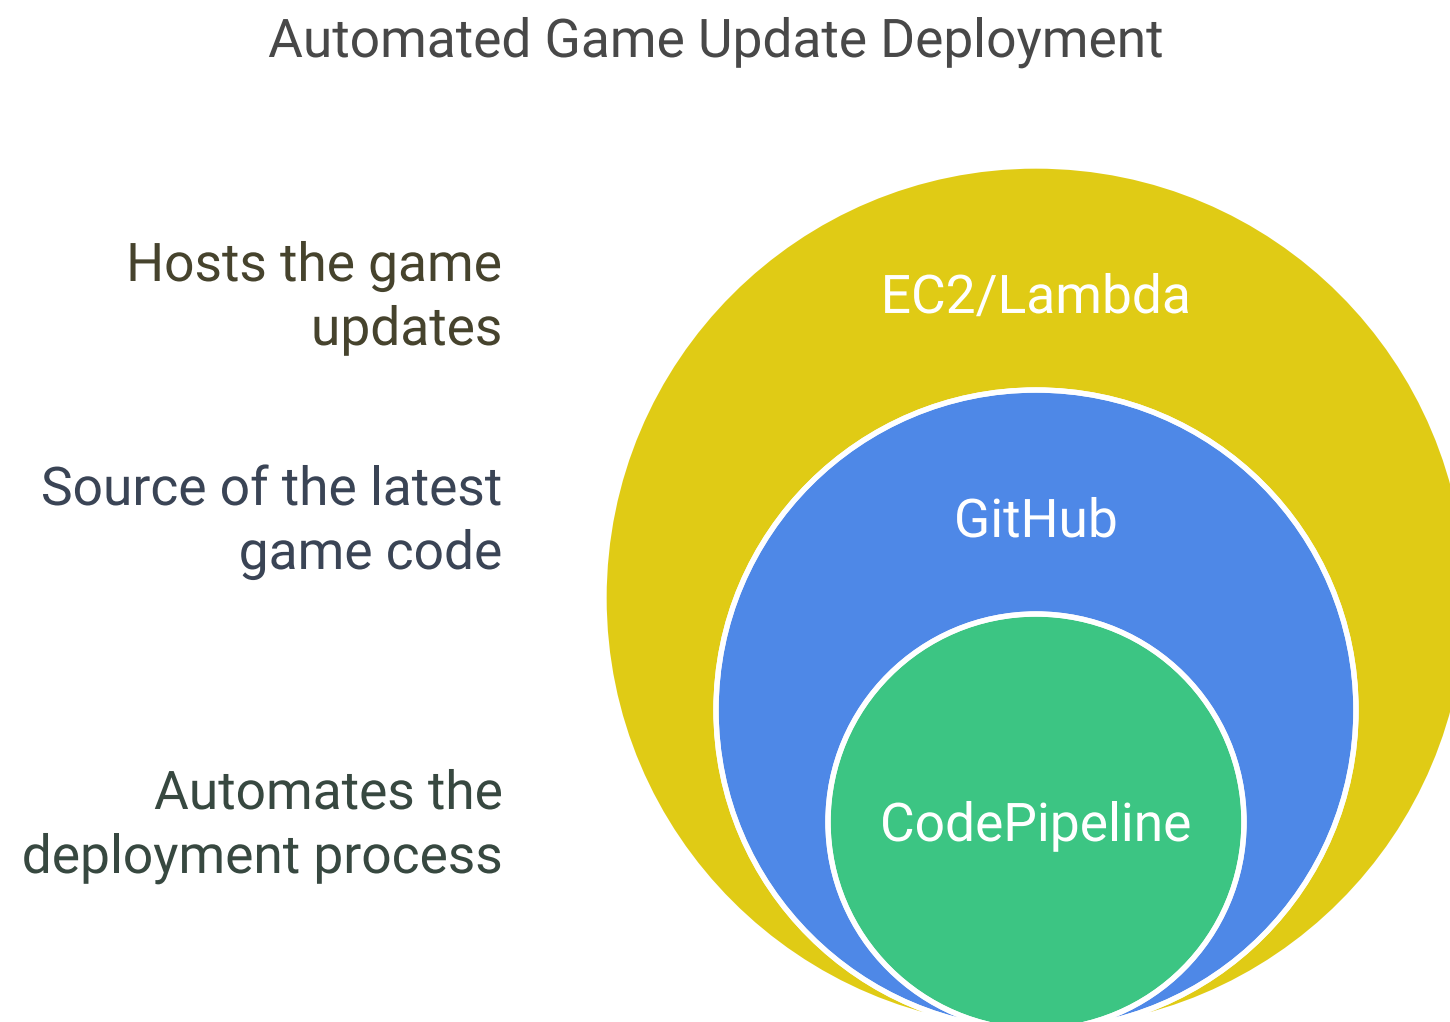 Automated Game Update Deployment
Hosts the game
updates
EC2/Lambda
Source of the latest
game code
GitHub
Automates the
deployment process
CodePipeline